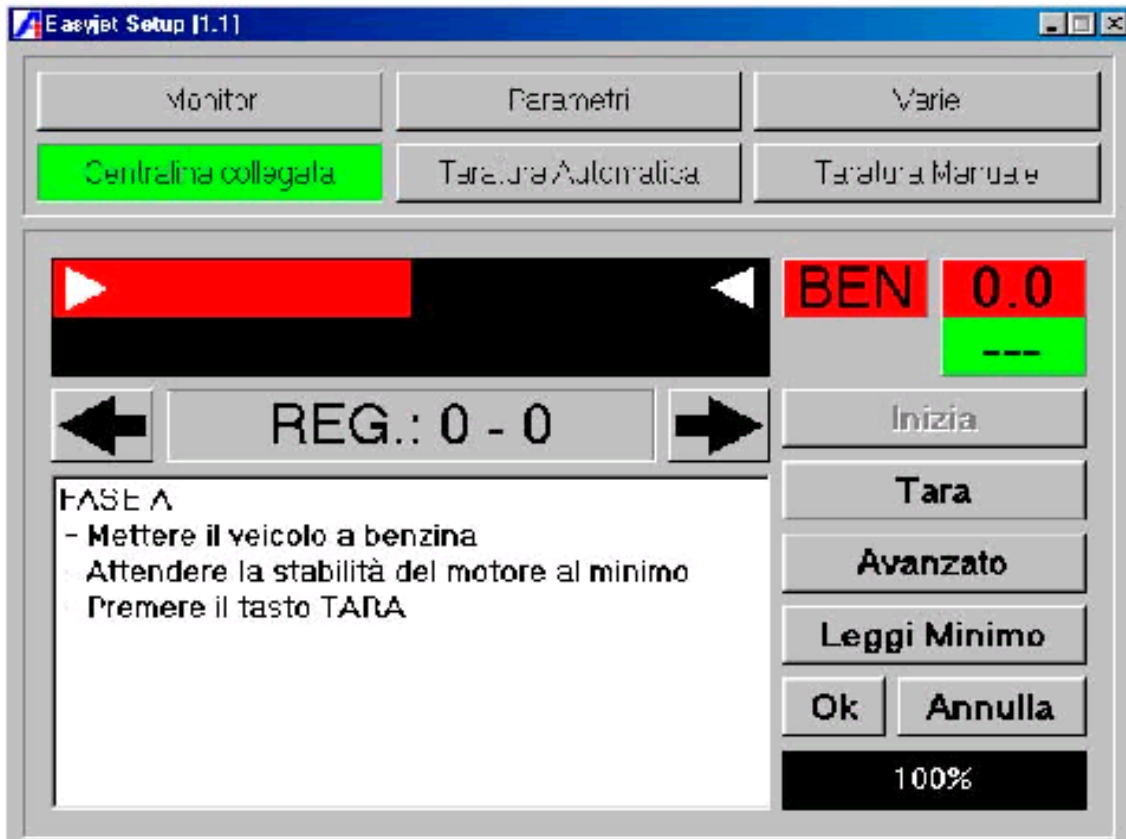 Easyjet Setup [1.1]
Monitor Parametri Varie
Centralina collegata Taratura Automatica Taratura Manuale
BEN 0.0
---
REG.: 0 - 0 Inizia
FASE A
- Mettere il veicolo a benzina
- Attendere la stabilità del motore al minimo
- Premere il tasto TARA
Tara
Avanzato
Leggi Minimo
Ok Annulla
100%